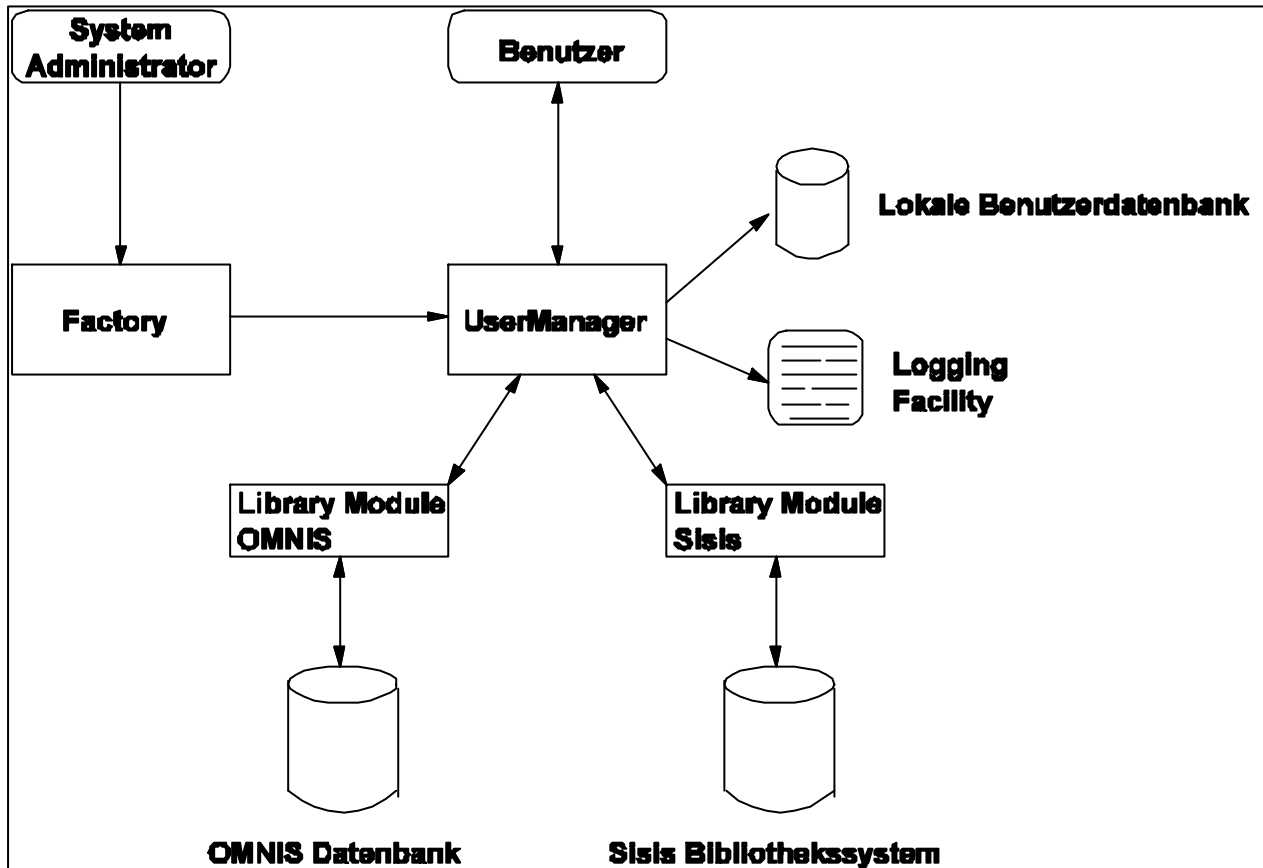 System
Administrator
Benutzer
Lokale Benutzerdatenbank
Factory
UserManager
Logging
Facility
Library Module
OMNIS
Library Module
Sisis
OMNIS Datenbank
Sisis Bibliothekssystem